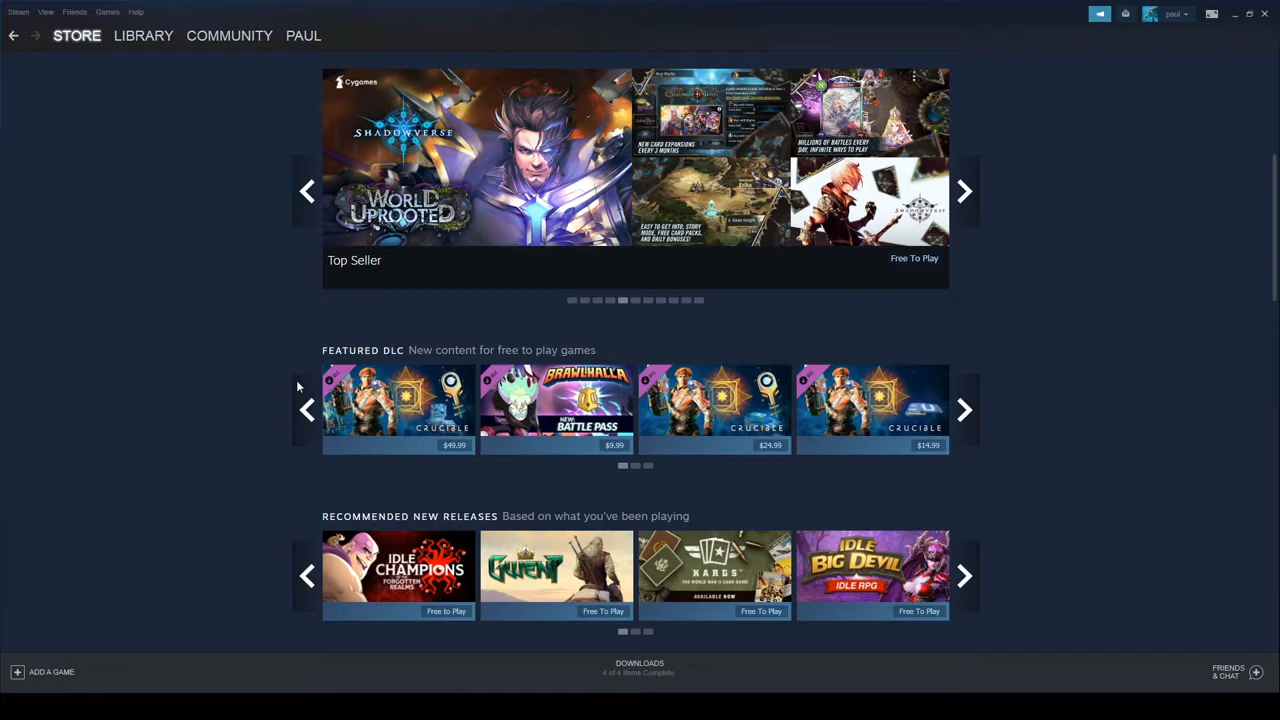 Steam View Friends Games Help
paul
STORE LIBRARY COMMUNITY PAUL
Cygames
SHADOWVERSE
WORLD
UPROOTED
NEW CARD EXPANSIONS
EVERY 3 MONTHS
MILLIONS OF BATTLES EVERY
DAY, INFINITE WAYS TO PLAY
EASY TO GET INTO, STORY
MODE, FREE CARD PACKS,
AND DAILY BONUSES!
SHADOWVERSE
Top Seller
Free To Play
FEATURED DLC New content for free to play games
CRUCIBLE
$49.99
BRAWLHALLA
NEW:
BATTLE PASS
$9.99
CRUCIBLE
$24.99
CRUCIBLE
$14.99
RECOMMENDED NEW RELEASES Based on what you've been playing
IDLE
CHAMPIONS
OF THE
FORGOTTEN
REALMS
Free to Play
GWENT
Free To Play
KARDS
THE WORLD WAR II CARD GAME
AVAILABLE NOW
Free To Play
IDLE
BIG DEVIL
IDLE RPG
Free To Play
ADD A GAME
DOWNLOADS
4 of 4 Items Complete
FRIENDS
& CHAT